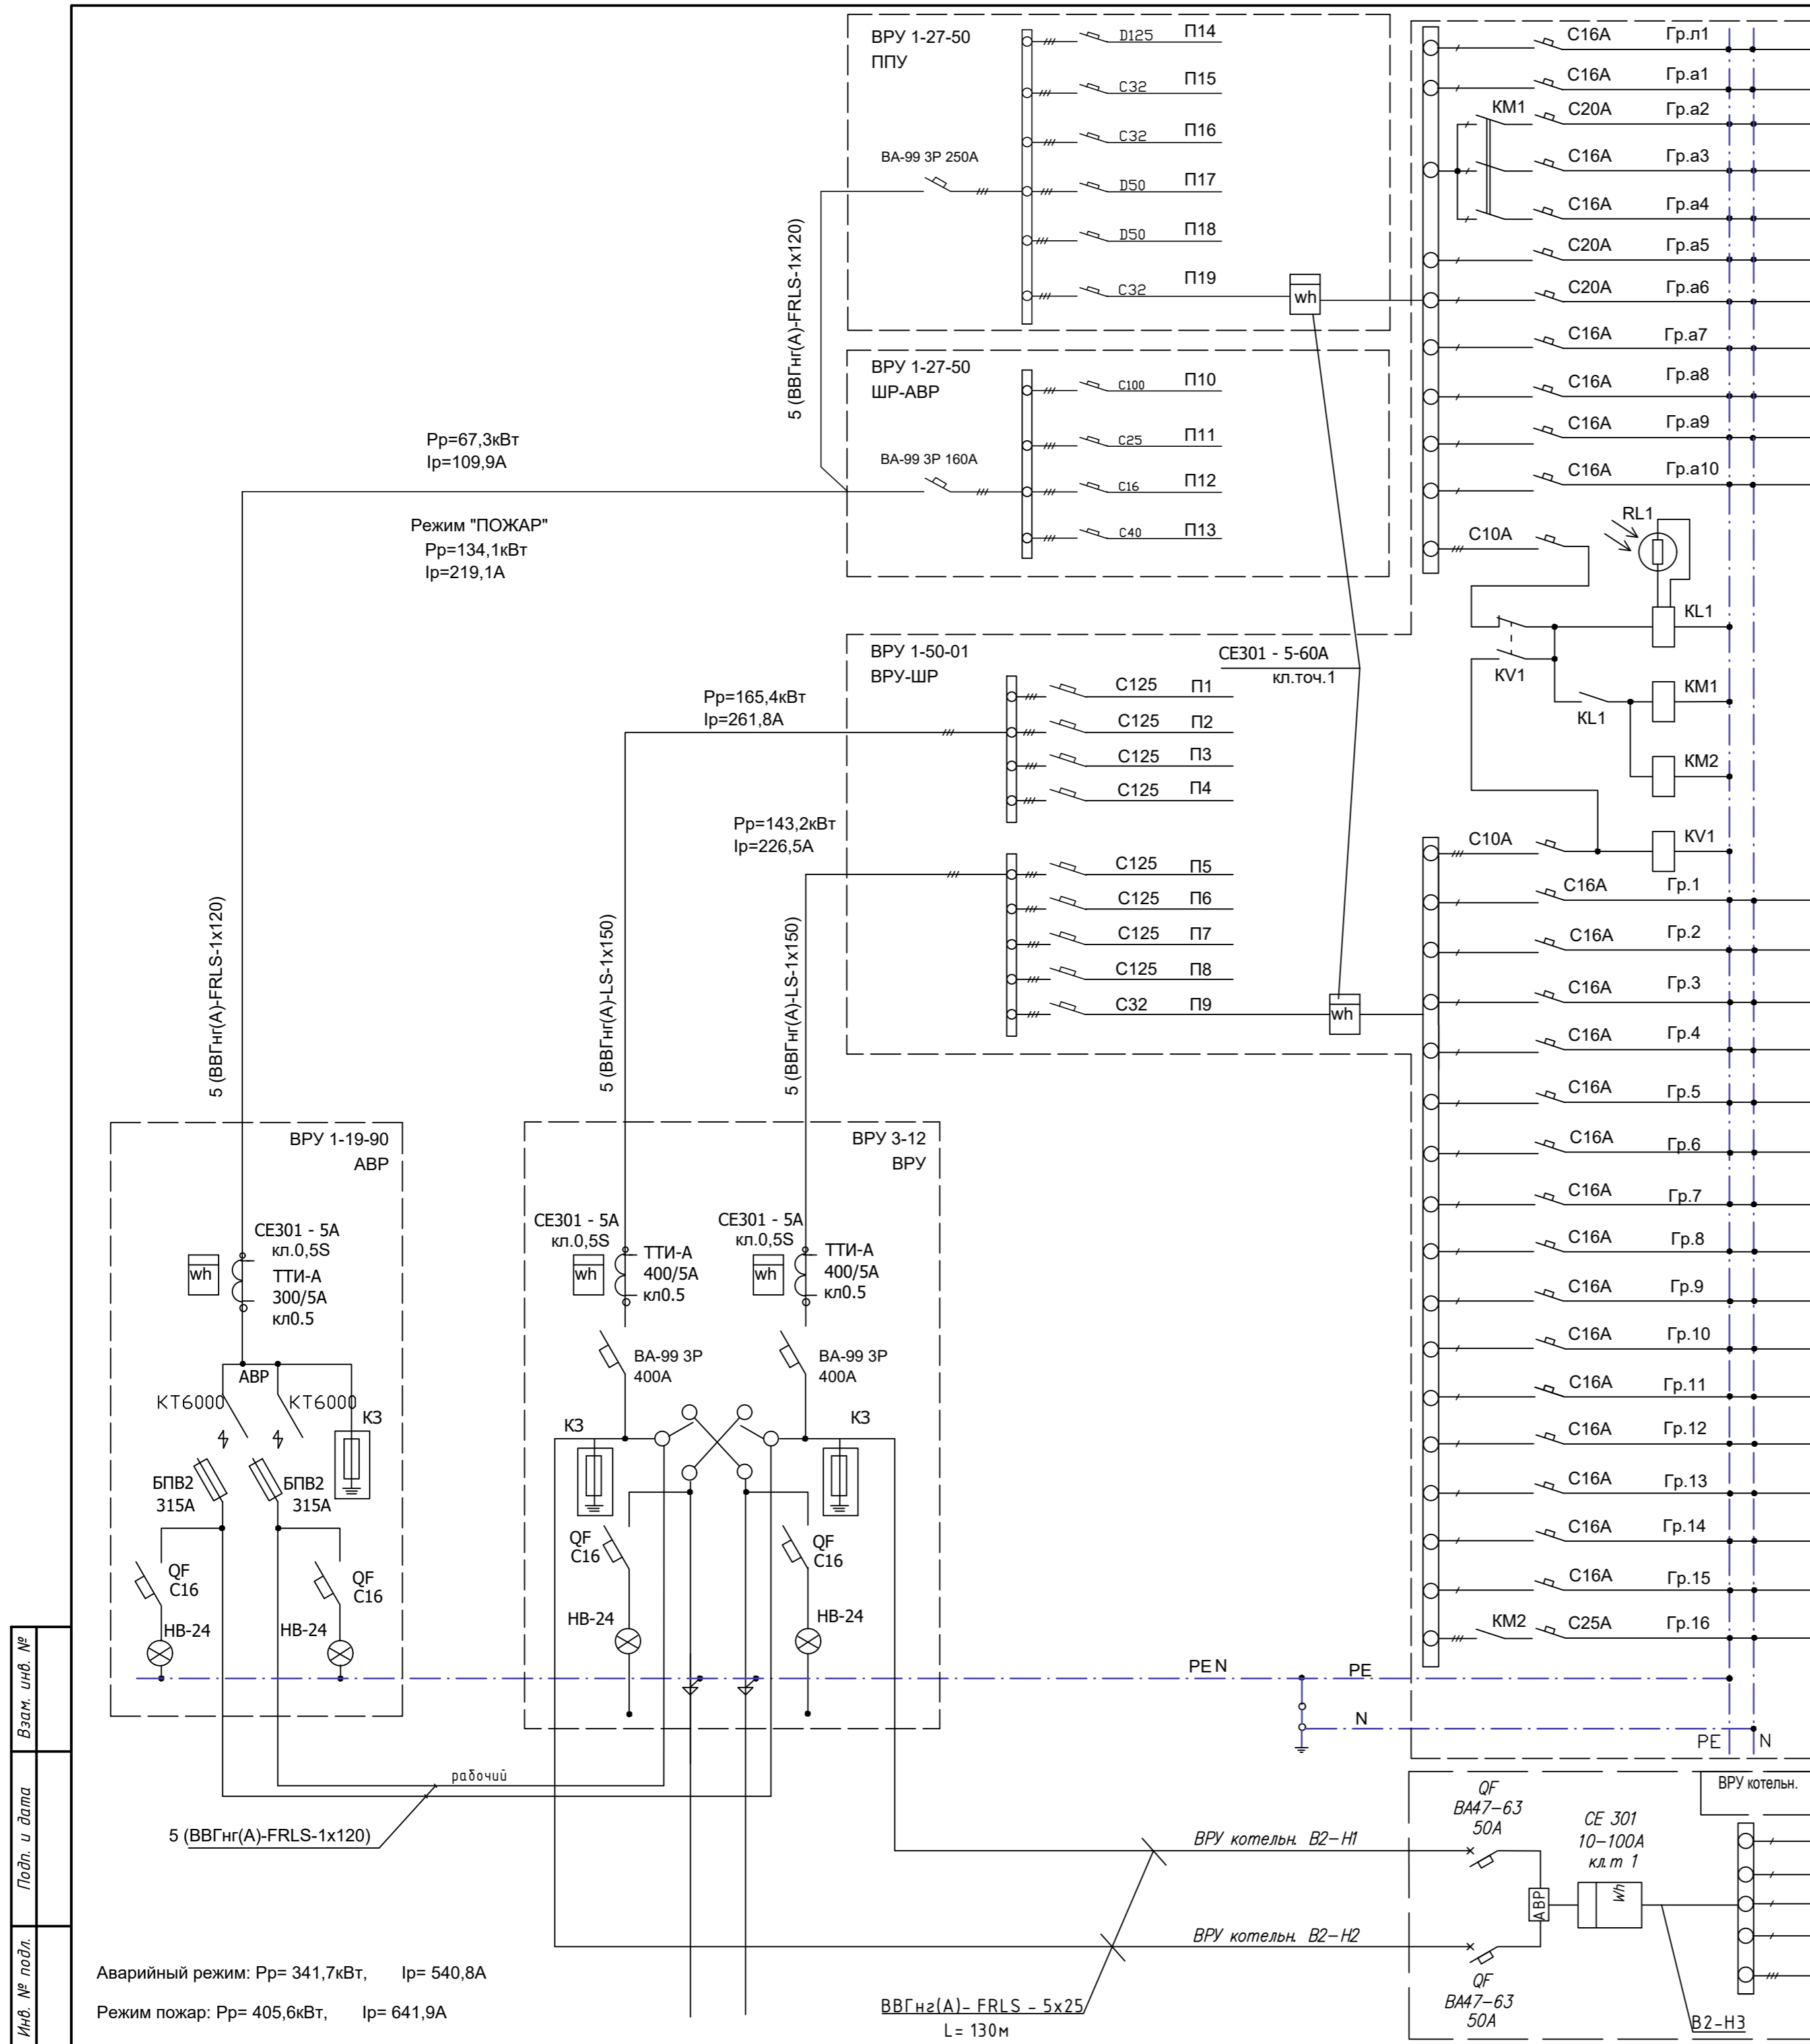 ВРУ 1-27-50
ППУ
D125 П14
C32 П15
C32 П16
ВА-99 3Р 250А
D50 П17
D50 П18
C32 П19
wh
5 (ВВГнг(А)-FRLS-1х120)
ВРУ 1-27-50
ШР-АВР
C100 П10
C25 П11
ВА-99 3Р 160А
C16 П12
C40 П13
Рр=67,3кВт
Iр=109,9А
Режим "ПОЖАР"
Рр=134,1кВт
Iр=219,1А
С16А Гр.л1
С16А Гр.а1
КМ1 С20А Гр.а2
С16А Гр.а3
С16А Гр.а4
С20А Гр.а5
С20А Гр.а6
С16А Гр.а7
С16А Гр.а8
С16А Гр.а9
С16А Гр.а10
С10А
RL1
KL1
KV1
КМ1
KL1
КМ2
С10А KV1
ВРУ 1-50-01
ВРУ-ШР
СЕ301 - 5-60А
кл.точ.1
Рр=165,4кВт
Iр=261,8А
С125 П1
С125 П2
С125 П3
С125 П4
Рр=143,2кВт
Iр=226,5А
С125 П5
С125 П6
С125 П7
С125 П8
С32 П9
wh
С16А Гр.1
С16А Гр.2
С16А Гр.3
С16А Гр.4
С16А Гр.5
С16А Гр.6
С16А Гр.7
С16А Гр.8
С16А Гр.9
С16А Гр.10
С16А Гр.11
С16А Гр.12
С16А Гр.13
С16А Гр.14
С16А Гр.15
КМ2 С25А Гр.16
5 (ВВГнг(А)-FRLS-1х120)
5 (ВВГнг(А)-LS-1х150)
5 (ВВГнг(А)-LS-1х150)
ВРУ 1-19-90
АВР
СЕ301 - 5А
кл.0,5S
wh
ТТИ-А
300/5А
кл0.5
АВР
КТ6000 КТ6000
КЗ
БПВ2
315А
БПВ2
315А
QF
С16
QF
С16
НВ-24
НВ-24
ВРУ 3-12
ВРУ
СЕ301 - 5А
кл.0,5S
wh
ТТИ-А
400/5А
кл0.5
СЕ301 - 5А
кл.0,5S
wh
ТТИ-А
400/5А
кл0.5
ВА-99 3Р
400А
ВА-99 3Р
400А
КЗ
КЗ
QF
С16
QF
С16
НВ-24
НВ-24
PEN
PE
N
PE N
рабочий
5 (ВВГнг(А)-FRLS-1х120)
ВРУ котельн.
QF
ВА47-63
50А
СЕ 301
10-100А
кл.т 1
Wh
АВР
ВРУ котельн. В2-Н1
ВРУ котельн. В2-Н2
QF
ВА47-63
50А
В2-Н3
ВВГнг(А)- FRLS - 5х25
L= 130м
Аварийный режим: Рр= 341,7кВт, Iр= 540,8А
Режим пожар: Рр= 405,6кВт, Iр= 641,9А
Взам. инв. №
Подп. и дата
Инв. № подл.